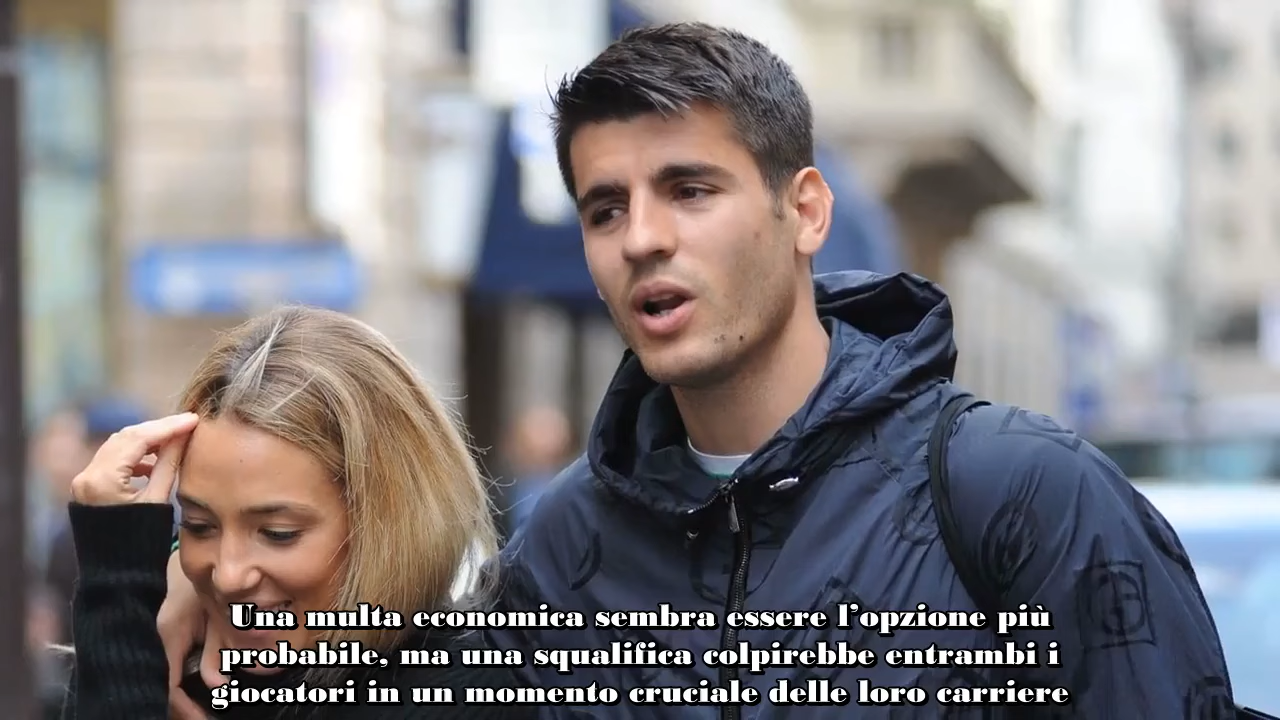 Una multa economica sembra essere l'opzione più
probabile, ma una squalifica colpirebbe entrambi i
giocatori in un momento cruciale delle loro carriere